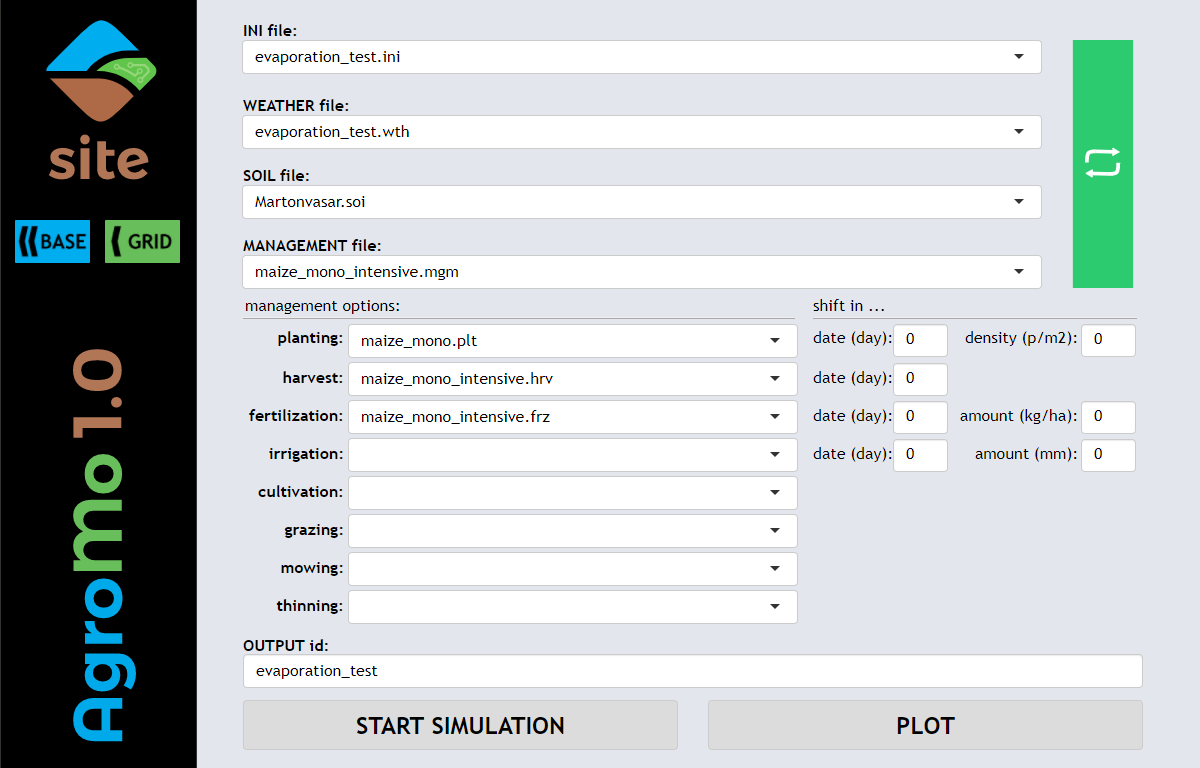 site
BASE
GRID
AgroMo 1.0
INI file:
evaporation_test.ini
WEATHER file:
evaporation_test.wth
SOIL file:
Martonvasar.soi
MANAGEMENT file:
maize_mono_intensive.mgm
management options:
shift in ...
planting: maize_mono.plt date (day): 0 density (p/m2): 0
harvest: maize_mono_intensive.hrv date (day): 0
fertilization: maize_mono_intensive.frz date (day): 0 amount (kg/ha): 0
irrigation: date (day): 0 amount (mm): 0
cultivation:
grazing:
mowing:
thinning:
OUTPUT id:
evaporation_test
START SIMULATION
PLOT